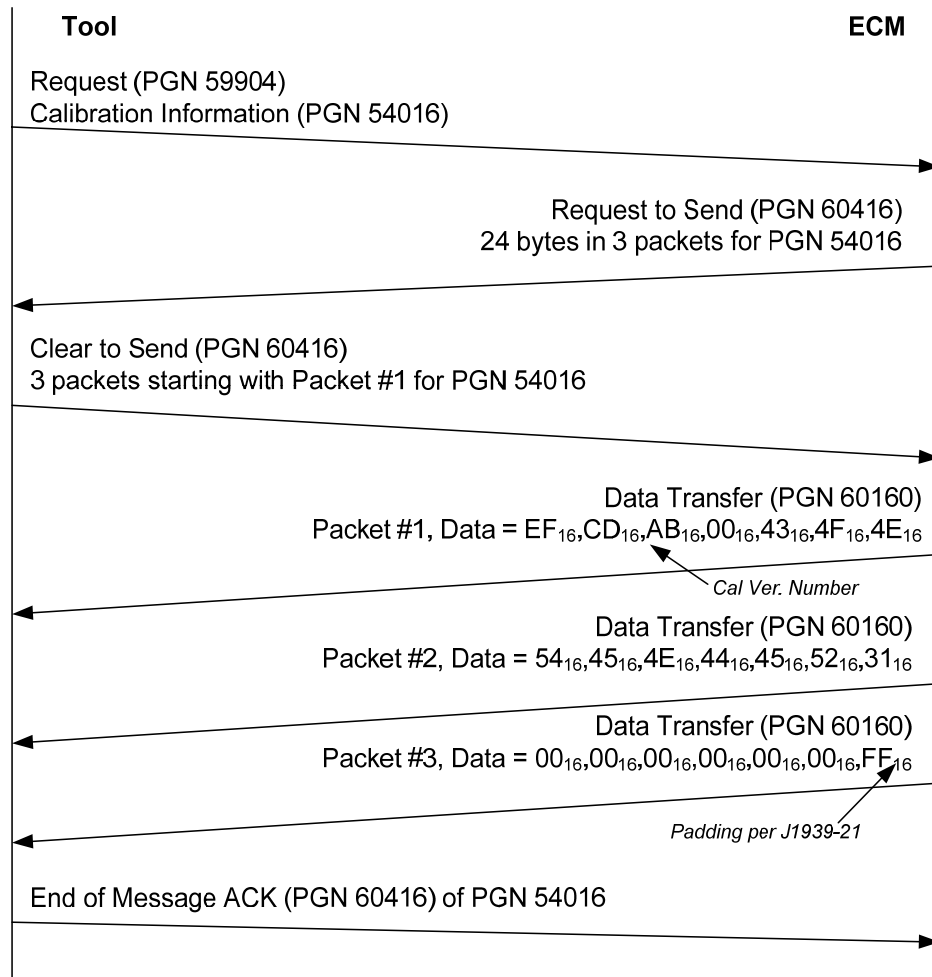 Tool
ECM
Request (PGN 59904)
Calibration Information (PGN 54016)
Request to Send (PGN 60416)
24 bytes in 3 packets for PGN 54016
Clear to Send (PGN 60416)
3 packets starting with Packet #1 for PGN 54016
Data Transfer (PGN 60160)
Packet #1, Data = EF₁₆,CD₁₆,AB₁₆,00₁₆,43₁₆,4F₁₆,4E₁₆
Cal Ver. Number
Data Transfer (PGN 60160)
Packet #2, Data = 54₁₆,45₁₆,4E₁₆,44₁₆,45₁₆,52₁₆,31₁₆
Data Transfer (PGN 60160)
Packet #3, Data = 00₁₆,00₁₆,00₁₆,00₁₆,00₁₆,00₁₆,FF₁₆
Padding per J1939-21
End of Message ACK (PGN 60416) of PGN 54016